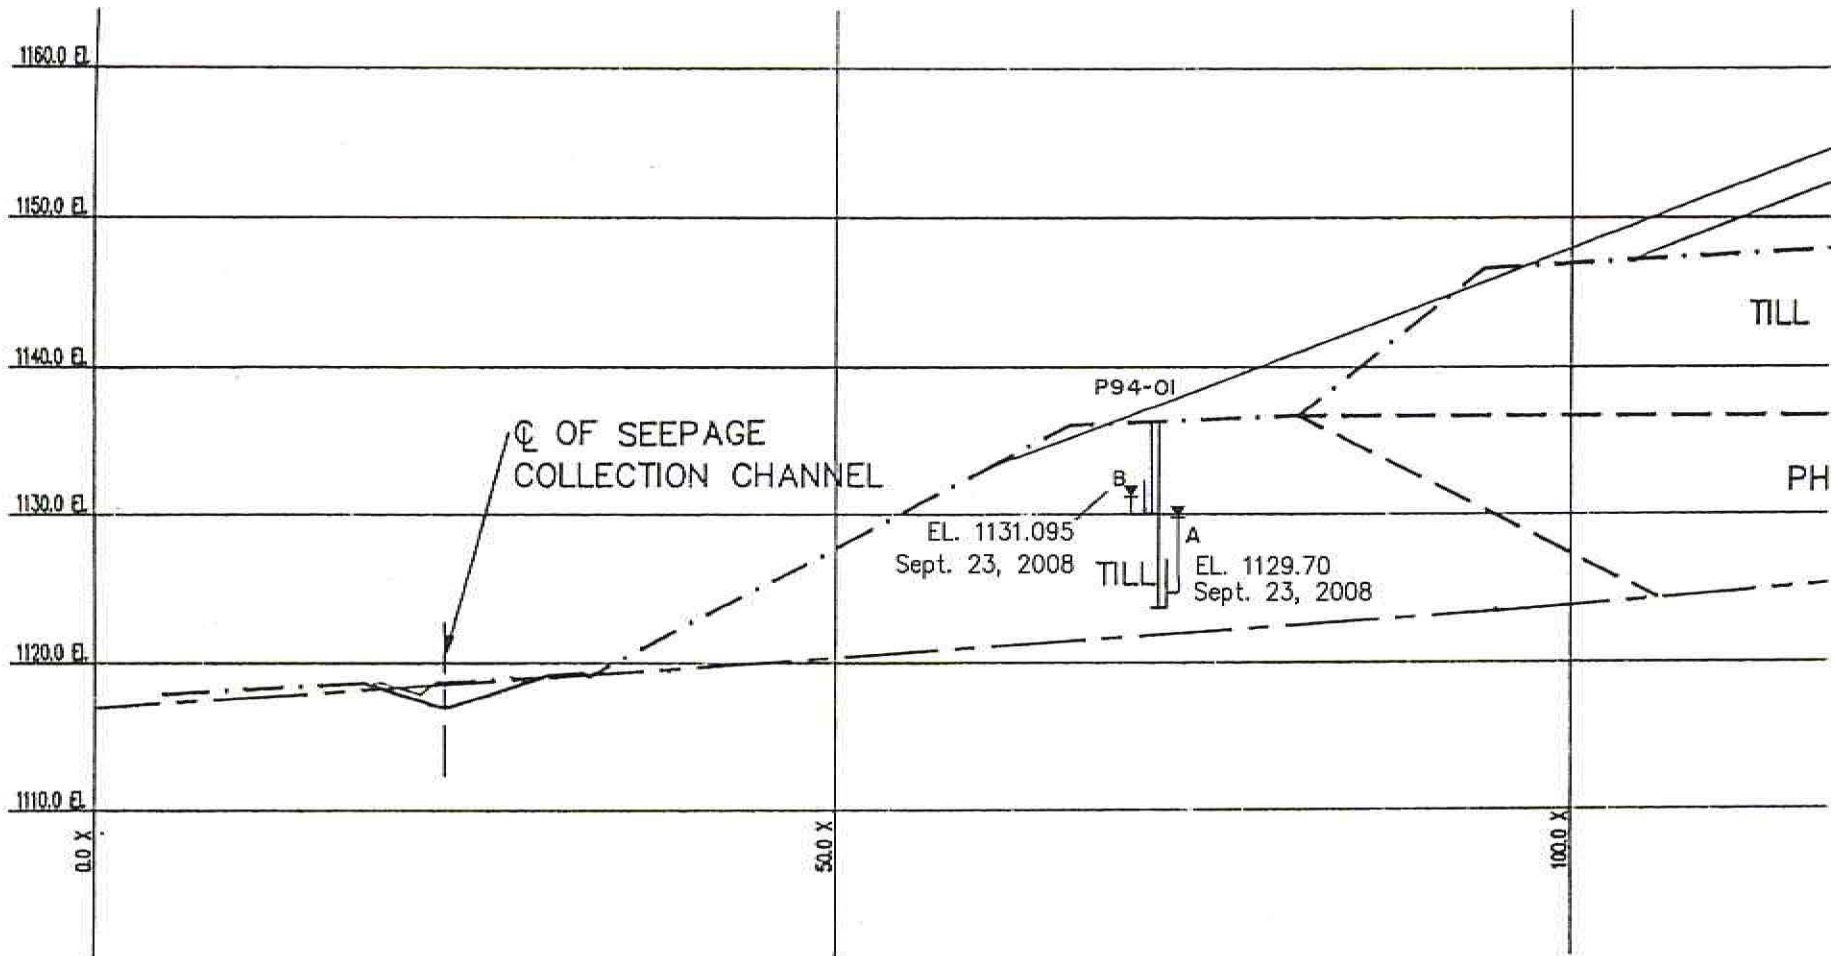 1160.0 EL
1150.0 EL
1140.0 EL
1130.0 EL
1120.0 EL
1110.0 EL
TILL
P94-01
PH
℄ OF SEEPAGE
COLLECTION CHANNEL
B
EL. 1131.095
Sept. 23, 2008
A
TILL
EL. 1129.70
Sept. 23, 2008
0.0 X
50.0 X
100.0 X